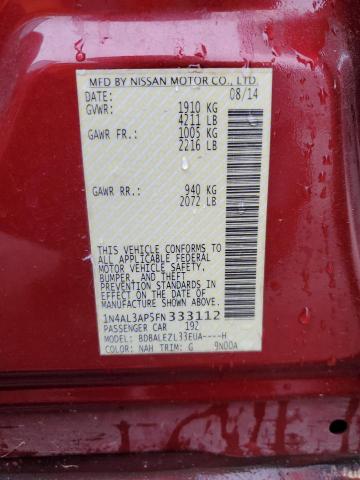 MFD BY NISSAN MOTOR CO., LTD.
DATE: 08/14
GVWR: 1910 KG
4211 LB
GAWR FR.: 1005 KG
2216 LB
GAWR RR.: 940 KG
2072 LB
THIS VEHICLE CONFORMS TO
ALL APPLICABLE FEDERAL
MOTOR VEHICLE SAFETY,
BUMPER, AND THEFT
PREVENTION STANDARDS IN
EFFECT ON THE DATE OF
MANUFACTURE SHOWN ABOVE.
1N4AL3AP5FN333112
PASSENGER CAR 192
MODEL: BDBALEZL33EUA----H
COLOR: NAH TRIM: G 9N00A